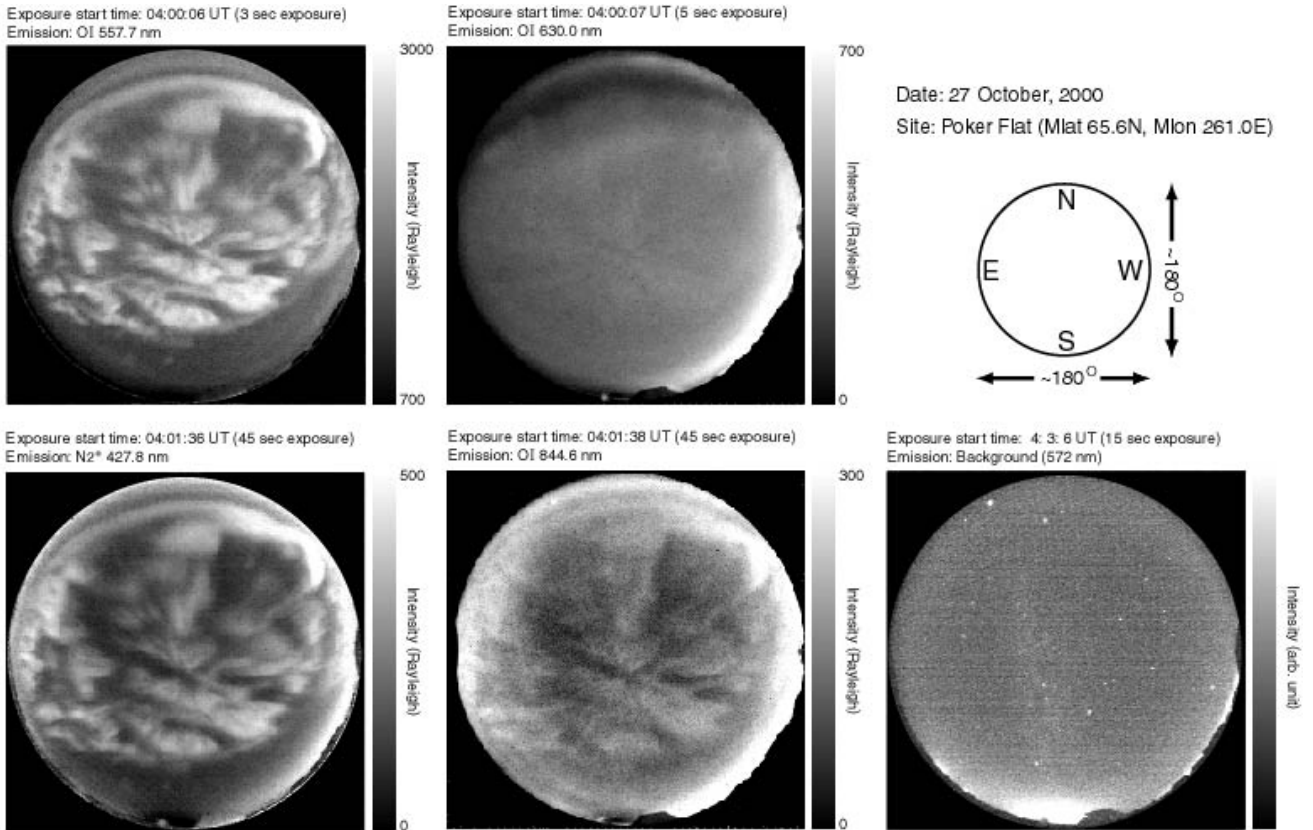 Exposure start time: 04:00:06 UT (3 sec exposure)
Emission: OI 557.7 nm
3000
Intensity (Rayleigh)
700
Exposure start time: 04:00:07 UT (5 sec exposure)
Emission: OI 630.0 nm
700
Intensity (Rayleigh)
0
Date: 27 October, 2000
Site: Poker Flat (Mlat 65.6N, Mlon 261.0E)
N
E W
S
~180°
~180°
Exposure start time: 04:01:36 UT (45 sec exposure)
Emission: N2+ 427.8 nm
500
Intensity (Rayleigh)
0
Exposure start time: 04:01:38 UT (45 sec exposure)
Emission: OI 844.6 nm
300
Intensity (Rayleigh)
0
Exposure start time: 4: 3: 6 UT (15 sec exposure)
Emission: Background (572 nm)
Intensity (arb. unit)